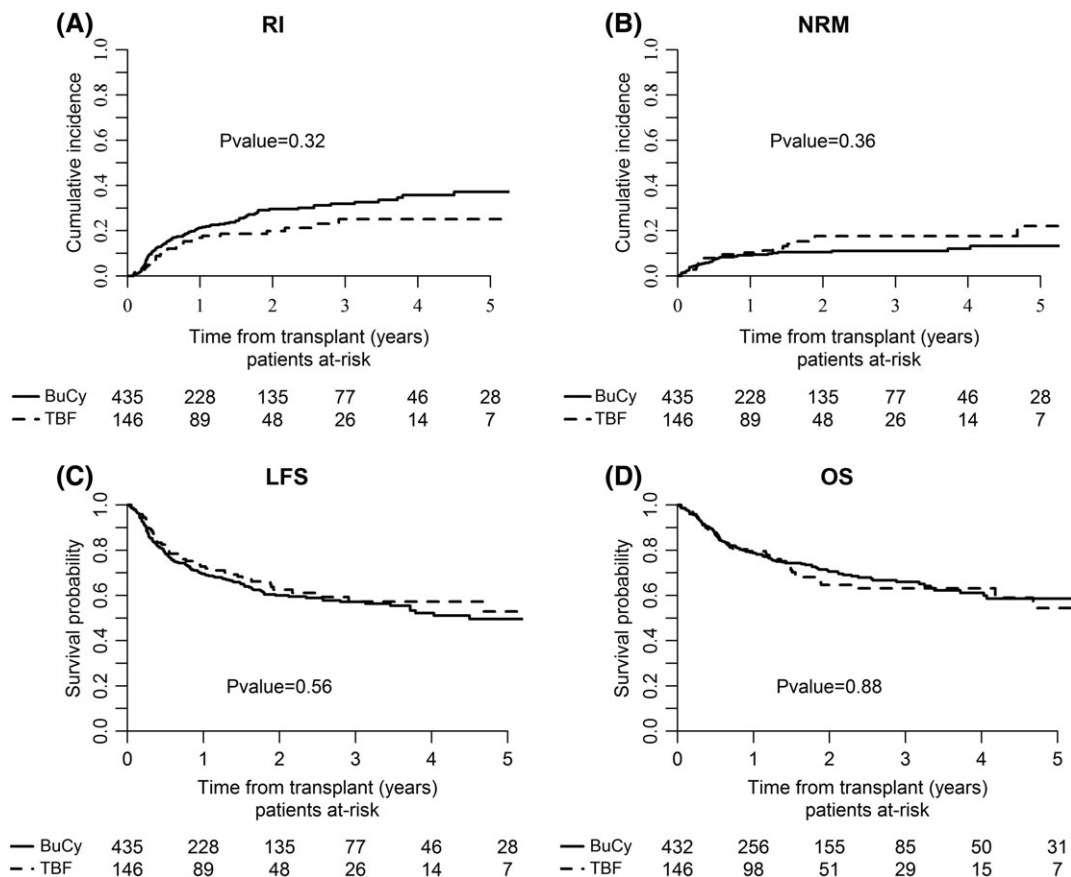 (A)
RI
Cumulative incidence
1.0
0.8
0.6
0.4
0.2
0.0
Pvalue=0.32
0 1 2 3 4 5
Time from transplant (years)
patients at-risk
BuCy 435 228 135 77 46 28
TBF 146 89 48 26 14 7
(B)
NRM
Cumulative incidence
1.0
0.8
0.6
0.4
0.2
0.0
Pvalue=0.36
0 1 2 3 4 5
Time from transplant (years)
patients at-risk
BuCy 435 228 135 77 46 28
TBF 146 89 48 26 14 7
(C)
LFS
Survival probability
1.0
0.8
0.6
0.4
0.2
0.0
Pvalue=0.56
0 1 2 3 4 5
Time from transplant (years)
patients at-risk
BuCy 435 228 135 77 46 28
TBF 146 89 48 26 14 7
(D)
OS
Survival probability
1.0
0.8
0.6
0.4
0.2
0.0
Pvalue=0.88
0 1 2 3 4 5
Time from transplant (years)
patients at-risk
BuCy 432 256 155 85 50 31
TBF 146 98 51 29 15 7